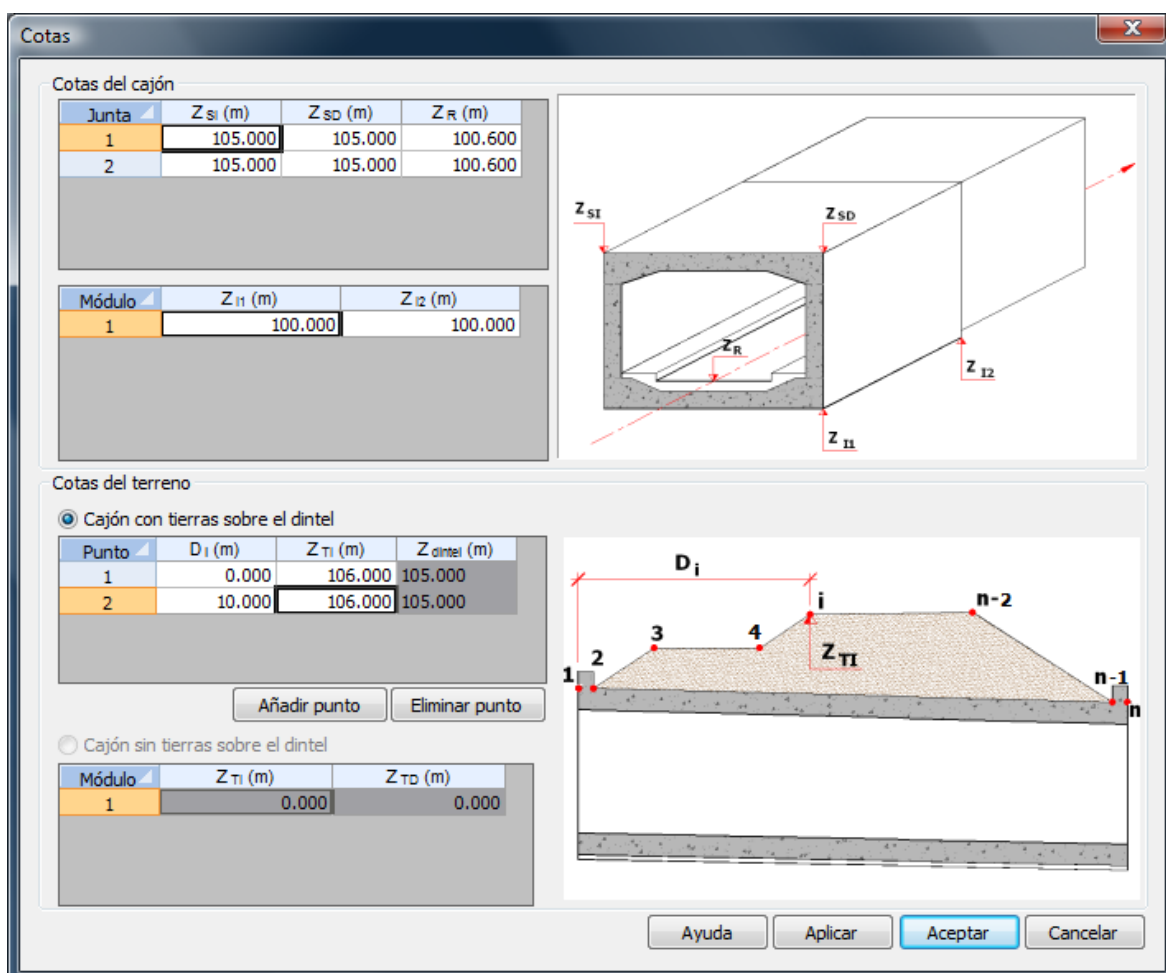 Cotas
X
Cotas del cajón
Junta Z SI (m) Z SD (m) Z R (m)
1 105.000 105.000 100.600
2 105.000 105.000 100.600
Módulo Z I1 (m) Z I2 (m)
1 100.000 100.000
Z SI
Z SD
Z R
Z I2
Z I1
Cotas del terreno
Cajón con tierras sobre el dintel
Punto D I (m) Z TI (m) Z dintel (m)
1 0.000 106.000 105.000
2 10.000 106.000 105.000
Añadir punto Eliminar punto
Cajón sin tierras sobre el dintel
Módulo Z TI (m) Z TD (m)
1 0.000 0.000
D i
i n-2
3 4
Z TI
1 2
n-1
n
Ayuda Aplicar Aceptar Cancelar